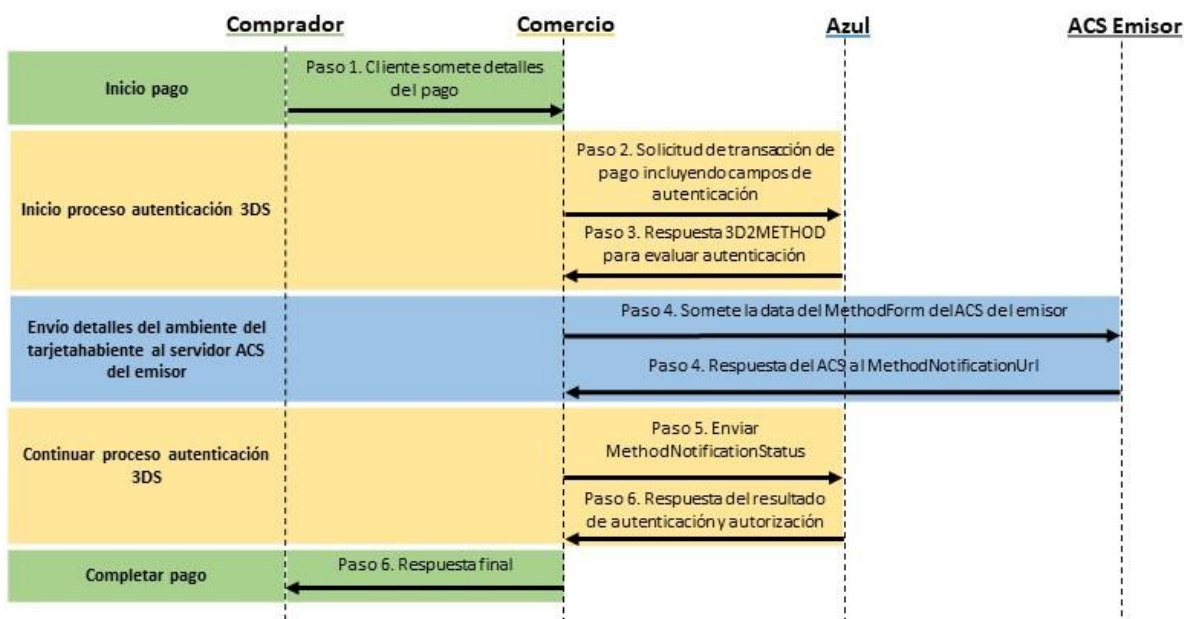 Comprador
Comercio
Azul
ACS Emisor
Inicio pago
Paso 1. Cliente somete detalles
del pago
Inicio proceso autenticación 3DS
Paso 2. Solicitud de transacción de
pago incluyendo campos de
autenticación
Paso 3. Respuesta 3D2METHOD
para evaluar autenticación
Envío detalles del ambiente del
tarjetahabiente al servidor ACS
del emisor
Paso 4. Somete la data del MethodForm del ACS del emisor
Paso 4. Respuesta del ACS al MethodNotificationUrl
Continuar proceso autenticación
3DS
Paso 5. Enviar
MethodNotificationStatus
Paso 6. Respuesta del resultado
de autenticación y autorización
Completar pago
Paso 6. Respuesta final